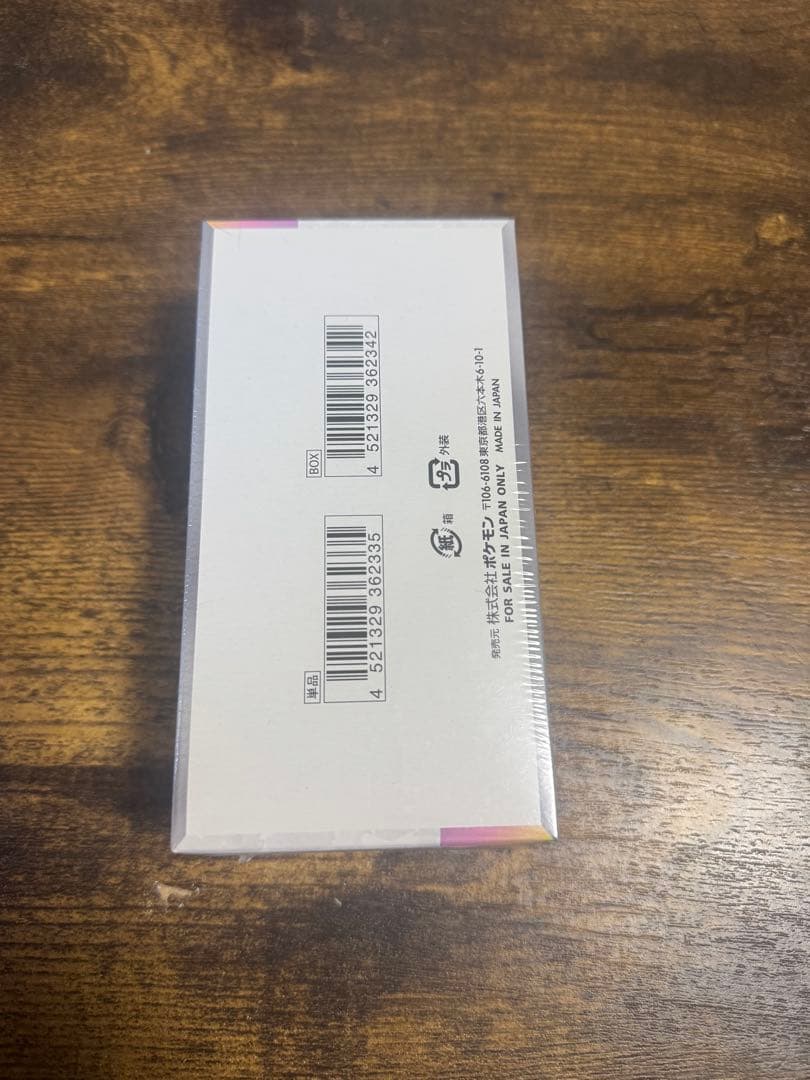 単品
4 521329 362335
BOX
4 521329 362342
紙 箱
プラ 外装
発売元 株式会社 ポケモン 〒106-6108 東京都港区六本木6-10-1
FOR SALE IN JAPAN ONLY MADE IN JAPAN